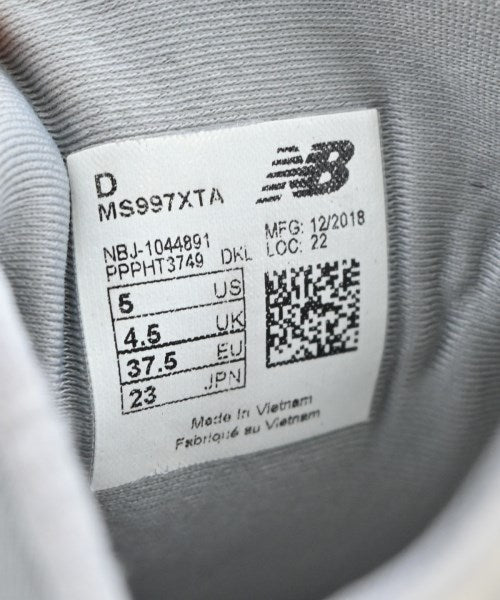 D
MS997XTA
NB
MFG: 12/2018
LOC: 22
NBJ-1044891
PPPHT3749 DKL
5 US
4.5 UK
37.5 EU
23 JPN
Made in Vietnam
Fabriqué au Vietnam